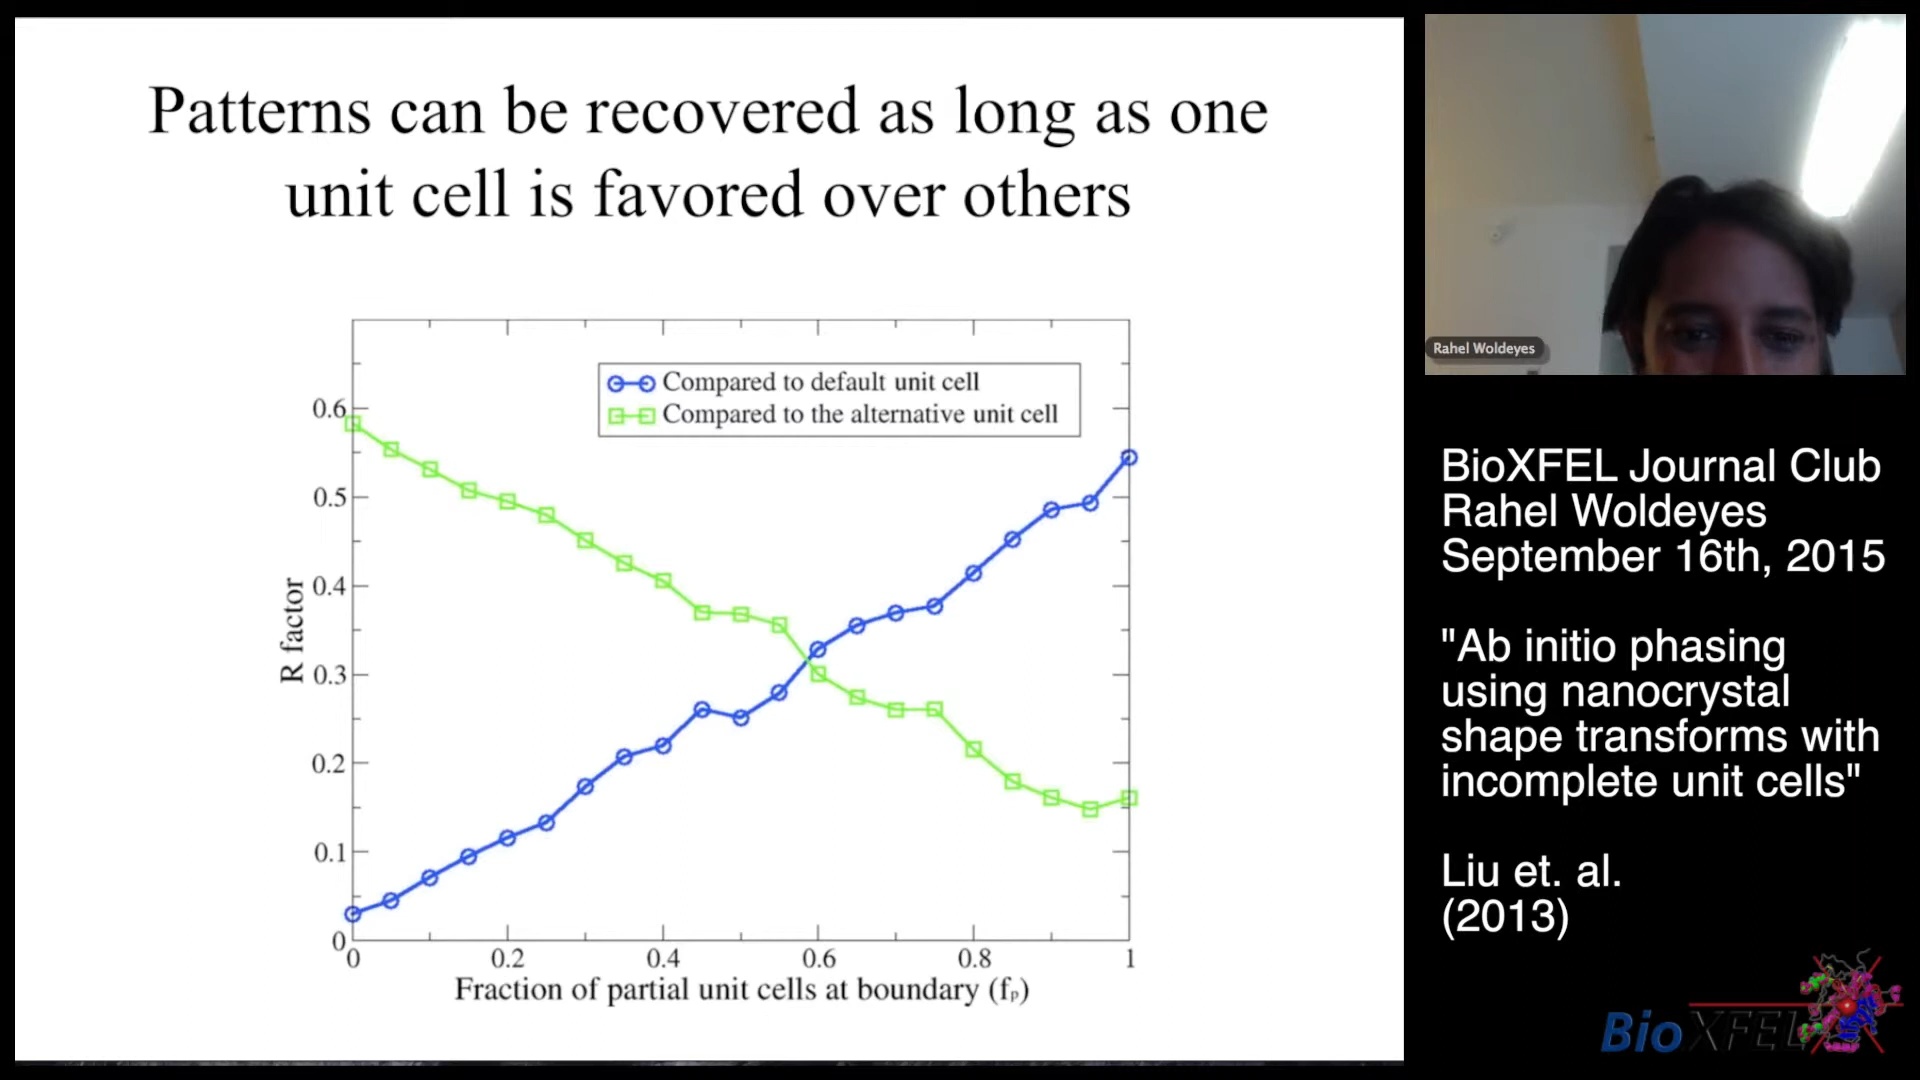 Patterns can be recovered as long as one
unit cell is favored over others
Compared to default unit cell
Compared to the alternative unit cell
0.6
0.5
0.4
0.3
0.2
0.1
0
R factor
0
0.2
0.4
0.6
0.8
1
Fraction of partial unit cells at boundary (fₚ)
Rahel Woldeyes
BioXFEL Journal Club
Rahel Woldeyes
September 16th, 2015
"Ab initio phasing
using nanocrystal
shape transforms with
incomplete unit cells"
Liu et. al.
(2013)
BioXFEL